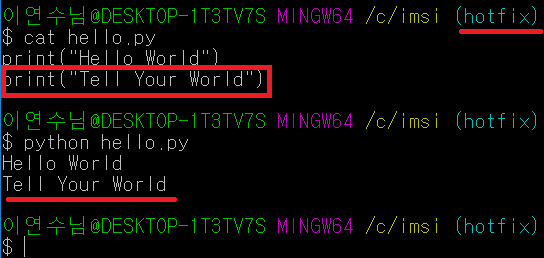 이연수님@DESKTOP-1T3TV7S MINGW64 /c/imsi (hotfix)
$ cat hello.py
print("Hello World")
print("Tell Your World")
이연수님@DESKTOP-1T3TV7S MINGW64 /c/imsi (hotfix)
$ python hello.py
Hello World
Tell Your World
이연수님@DESKTOP-1T3TV7S MINGW64 /c/imsi (hotfix)
$